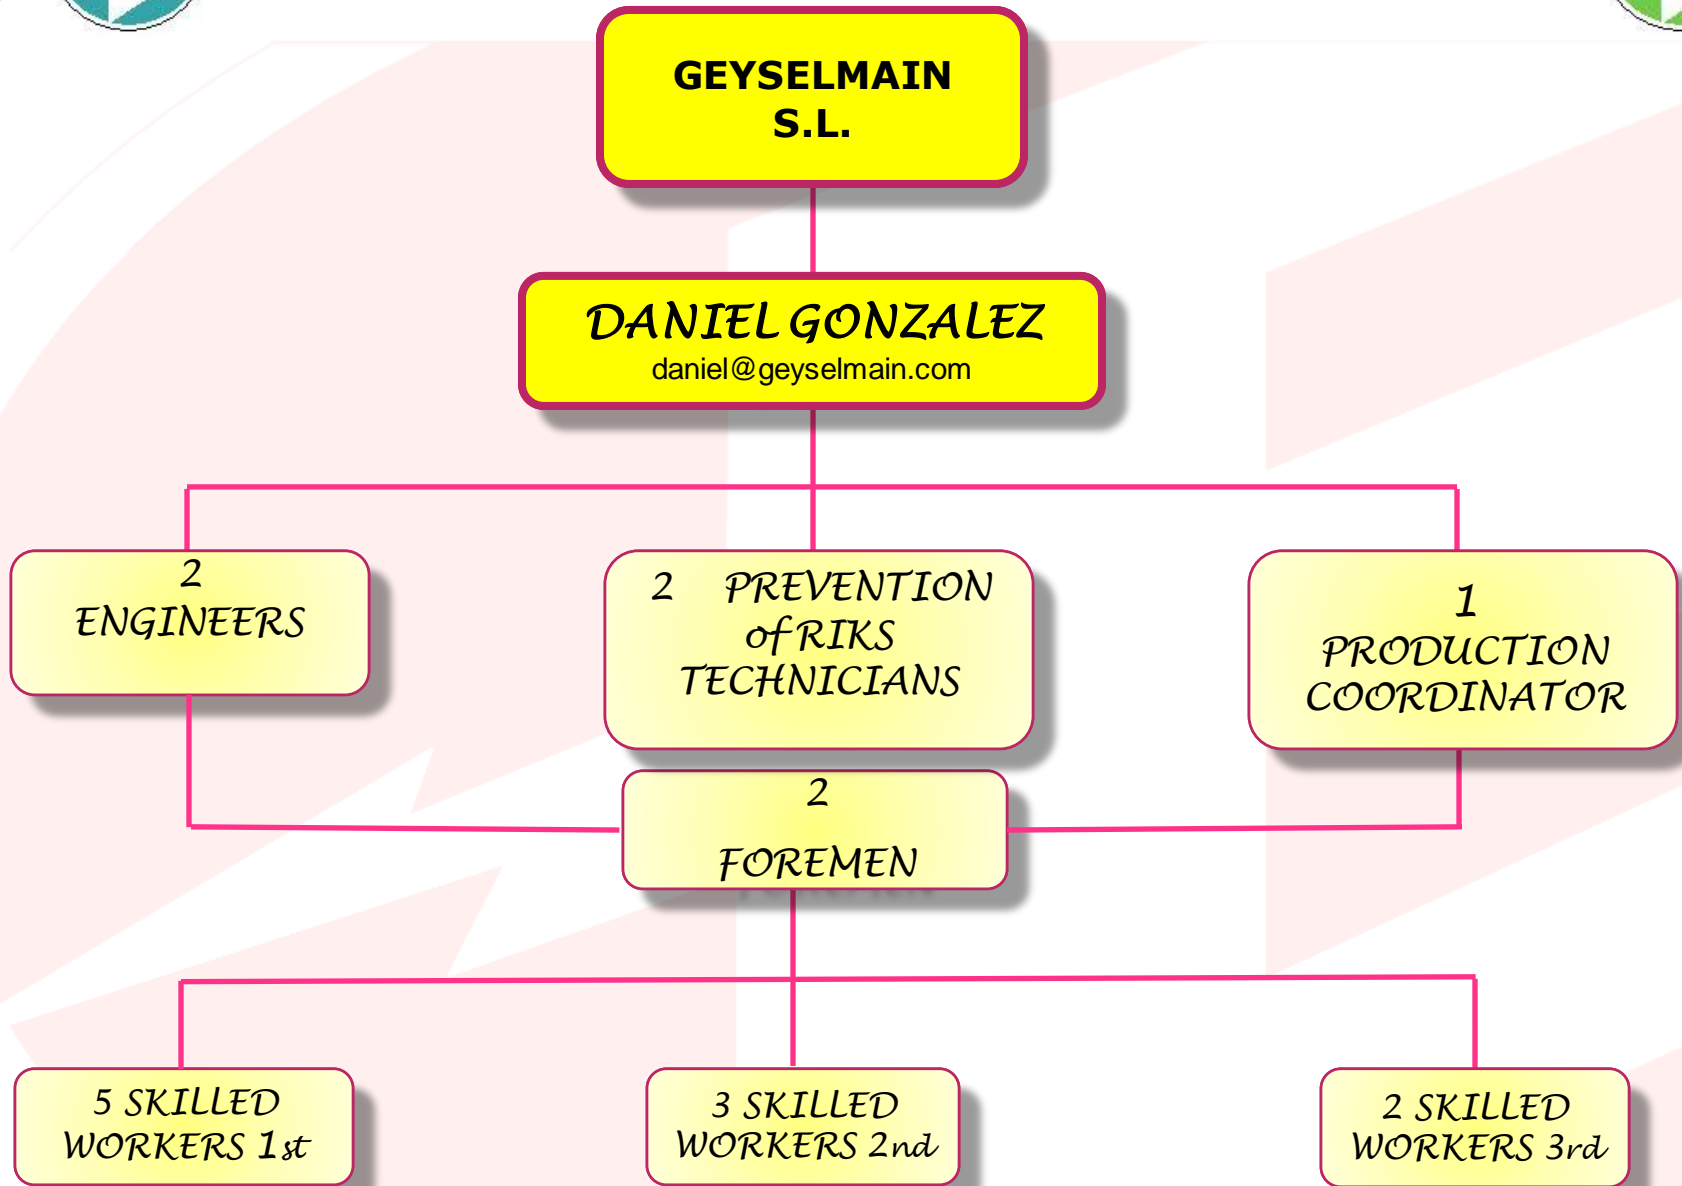 GEYSELMAIN
S.L.
DANIEL GONZALEZ
daniel@geyselmain.com
2
ENGINEERS
2 PREVENTION
of RIKS
TECHNICIANS
1
PRODUCTION
COORDINATOR
2
FOREMEN
5 SKILLED
WORKERS 1st
3 SKILLED
WORKERS 2nd
2 SKILLED
WORKERS 3rd